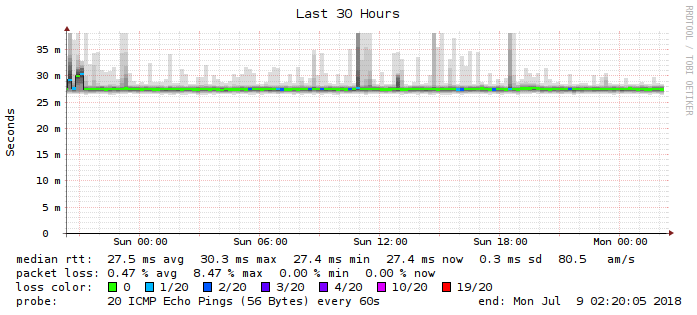 Last 30 Hours
RRDTOOL / TOBI OETIKER
Seconds
35 m
30 m
25 m
20 m
15 m
10 m
5 m
0
Sun 00:00 Sun 06:00 Sun 12:00 Sun 18:00 Mon 00:00
median rtt: 27.5 ms avg 30.3 ms max 27.4 ms min 27.4 ms now 0.3 ms sd 80.5 am/s
packet loss: 0.47 % avg 8.47 % max 0.00 % min 0.00 % now
loss color: 0 1/20 2/20 3/20 4/20 10/20 19/20
probe: 20 ICMP Echo Pings (56 Bytes) every 60s end: Mon Jul 9 02:20:05 2018